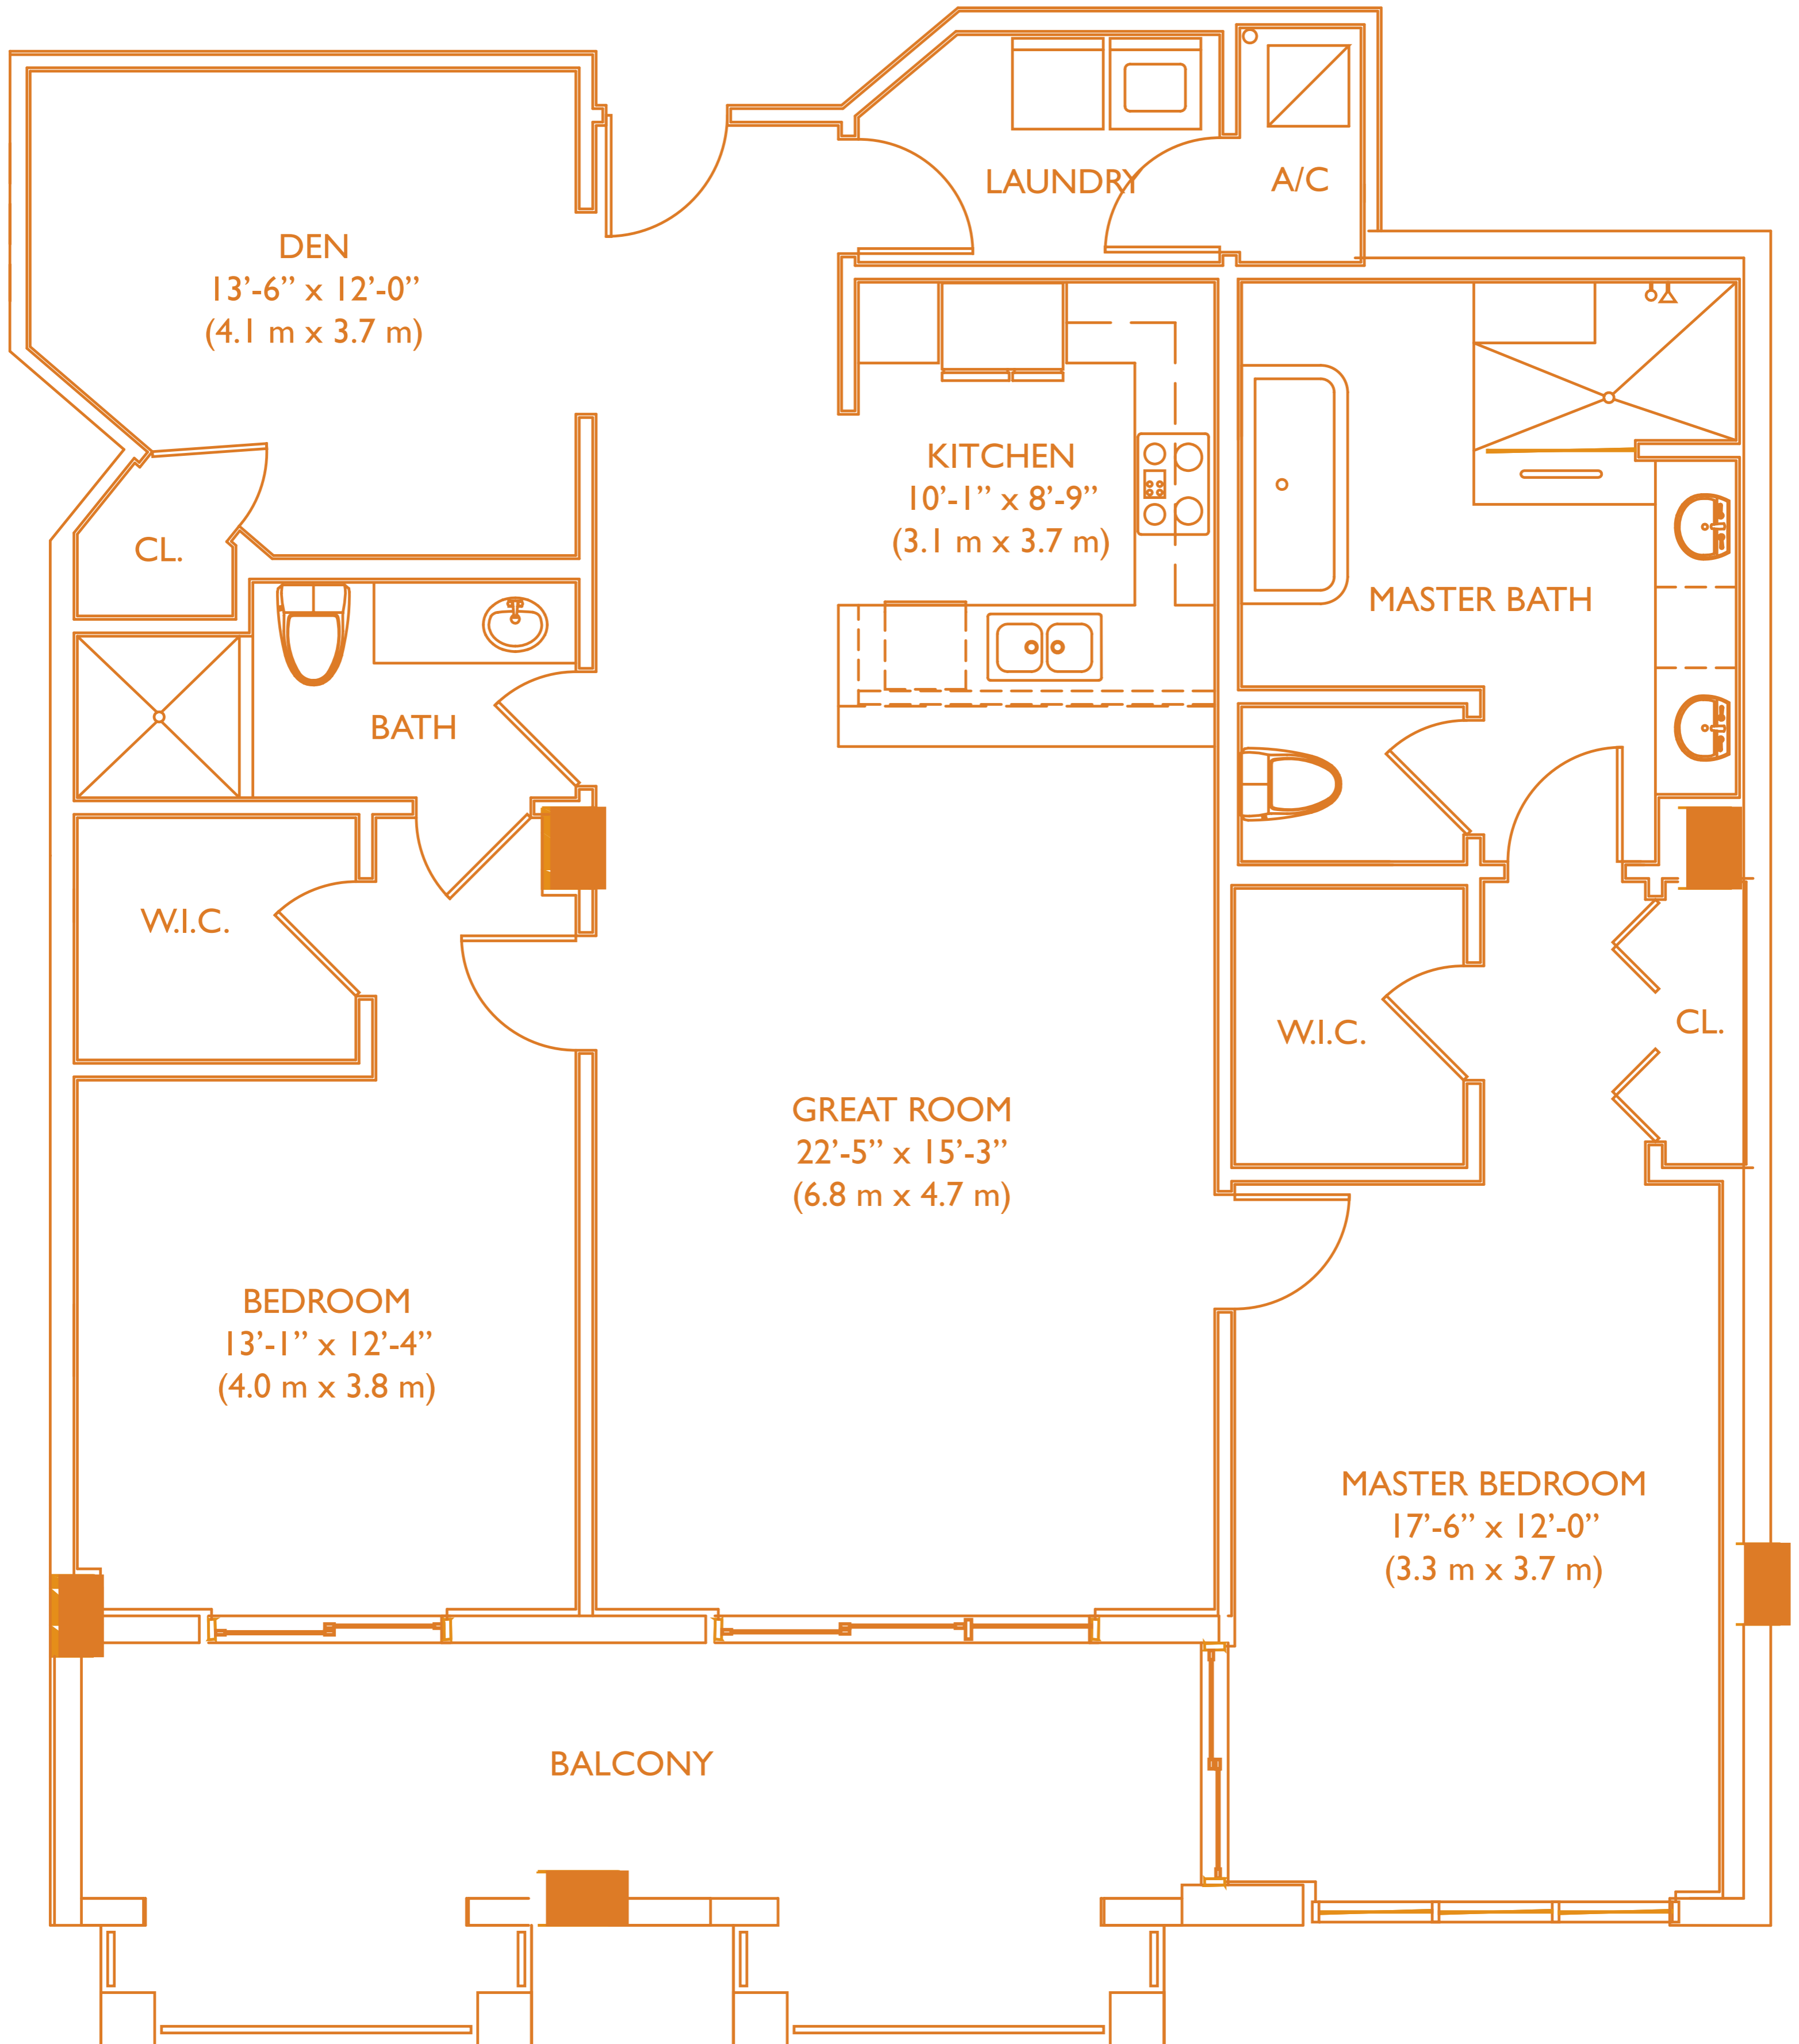 LAUNDRY
A/C
DEN
13’-6” x 12’-0”
(4.1 m x 3.7 m)
KITCHEN
10’-1” x 8’-9”
(3.1 m x 3.7 m)
CL.
MASTER BATH
BATH
W.I.C.
W.I.C.
CL.
GREAT ROOM
22’-5” x 15’-3”
(6.8 m x 4.7 m)
BEDROOM
13’-1” x 12’-4”
(4.0 m x 3.8 m)
MASTER BEDROOM
17’-6” x 12’-0”
(3.3 m x 3.7 m)
BALCONY